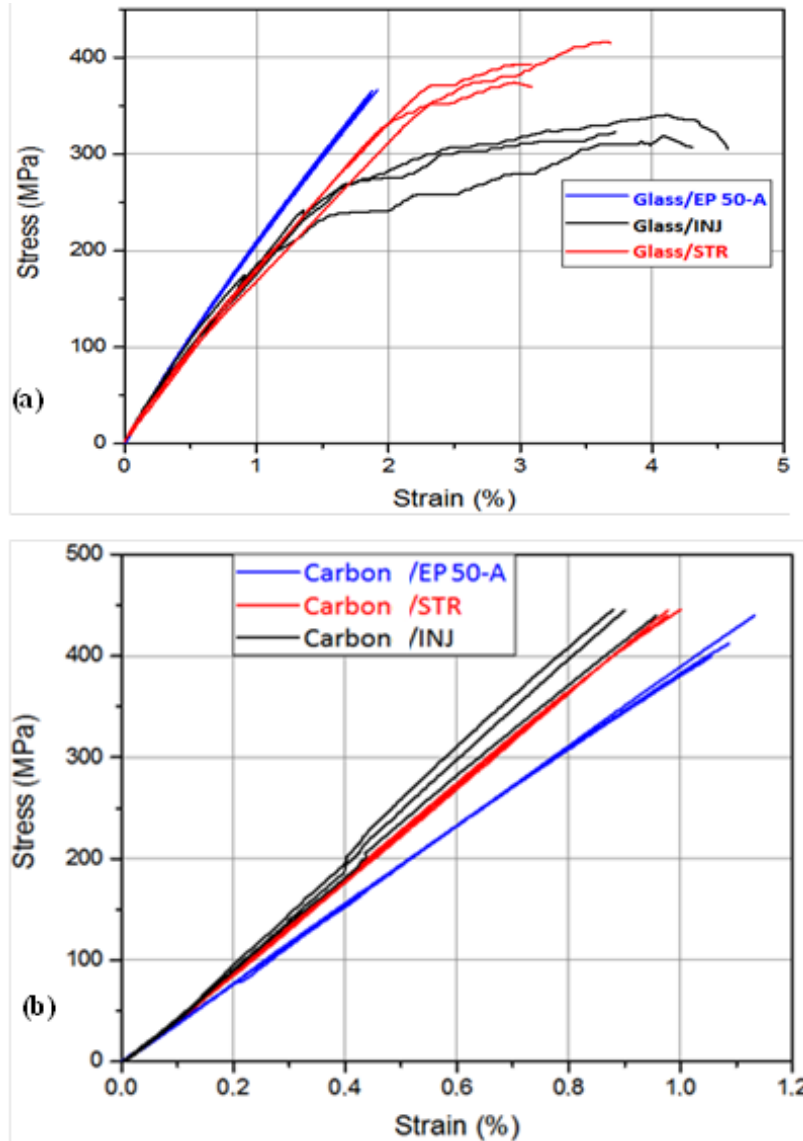 400
300
200
100
0
Stress (MPa)
Glass/EP 50-A
Glass/INJ
Glass/STR
0 1 2 3 4 5
Strain (%)
(a)
500
400
300
200
100
0
Stress (MPa)
Carbon /EP 50-A
Carbon /STR
Carbon /INJ
0.0 0.2 0.4 0.6 0.8 1.0 1.2
Strain (%)
(b)